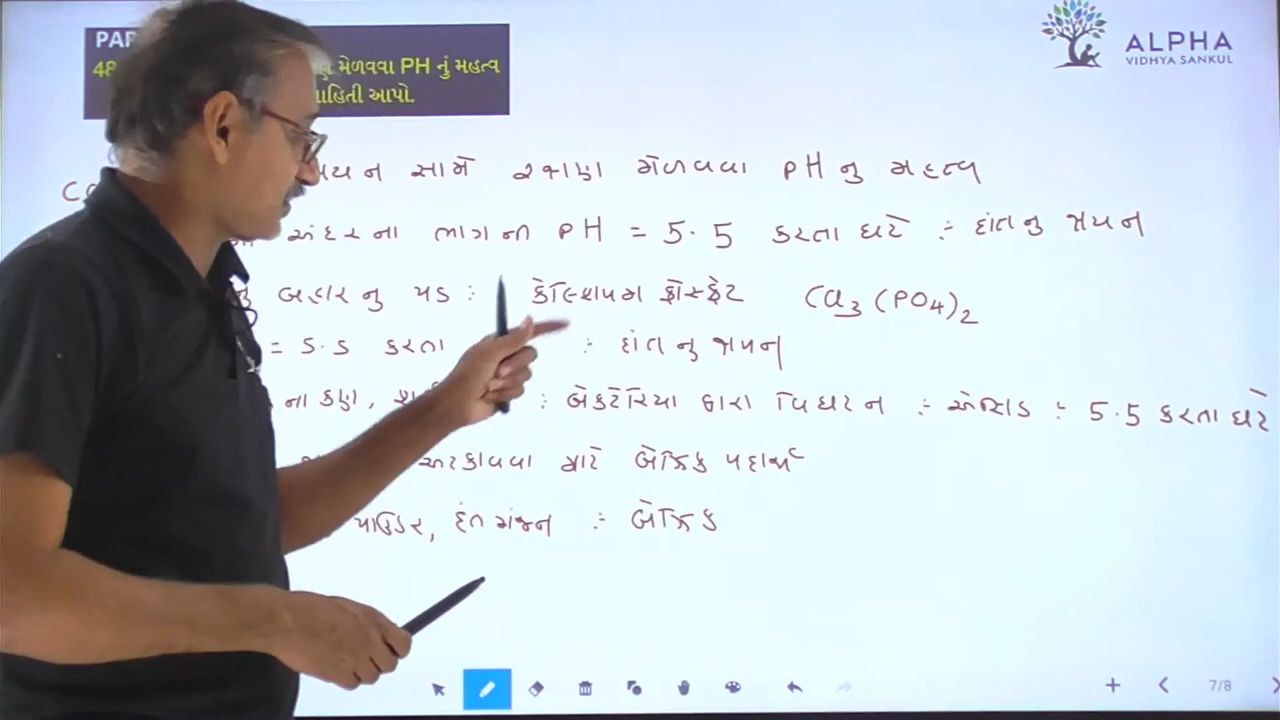 PAR
48
મેળવવા PH નું મહત્વ
માહિતી આપો.
ALPHA
VIDHYA SANKUL
સામે રક્ષણ મેળવવા pH નુ મહત્વ
અંદરના ભાગની PH = 5.5 કરતા ઘટે ∴ દાંતનુ ક્ષયન
નુ બહારનુ પડ : કેલ્શિયમ ફોસ્ફેટ Ca3(PO4)2
= 5.5 કરતા ∴ દાંતનુ ક્ષયન
ના કણ, બેક્ટેરિયા દ્વારા વિઘટન ∴ એસિડ ∴ 5.5 કરતા ઘટે
અટકાવવા માટે બેઝિક પદાર્થ
પાઉડર, દંતમંજન ∴ બેઝિક
7/8